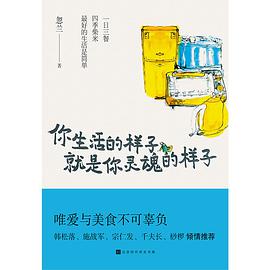 一日三餐
四季柴米
最好的生活是简单
忽兰
著
你生活的样子
就是你灵魂的样子
唯爱与美食不可辜负
韩松落、施战军、宗仁发、千夫长、砂椤 倾情推荐